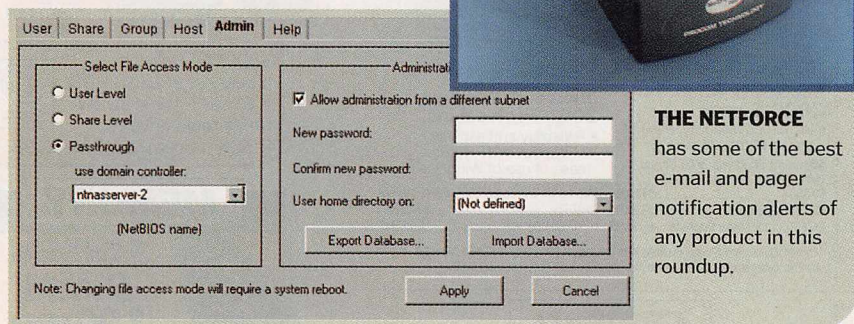 User Share Group Host Admin Help
PROCOM TECHNOLOGY
Select File Access Mode
User Level
Share Level
Passthrough
use domain controller:
ntnasserver-2
(NetBIOS name)
Allow administration from a different subnet
New password:
Confirm new password:
User home directory on: (Not defined)
Export Database... Import Database...
Note: Changing file access mode will require a system reboot. Apply Cancel
THE NETFORCE
has some of the best
e-mail and pager
notification alerts of
any product in this
roundup.